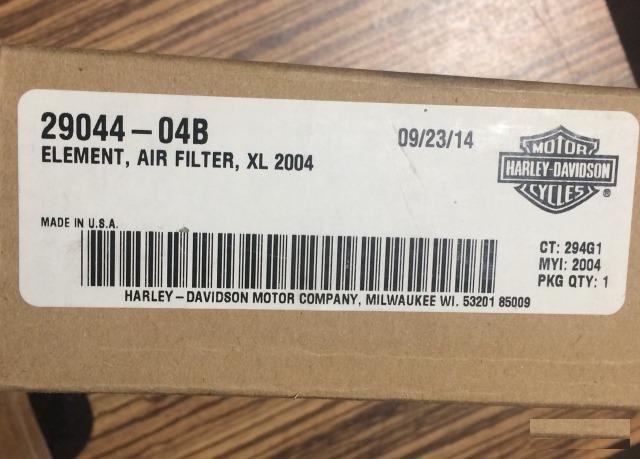 29044-04B
09/23/14
ELEMENT, AIR FILTER, XL 2004
MOTOR
HARLEY-DAVIDSON
CYCLES
®
MADE IN U.S.A.
CT: 294G1
MYI: 2004
PKG QTY: 1
HARLEY-DAVIDSON MOTOR COMPANY, MILWAUKEE WI. 53201 85009